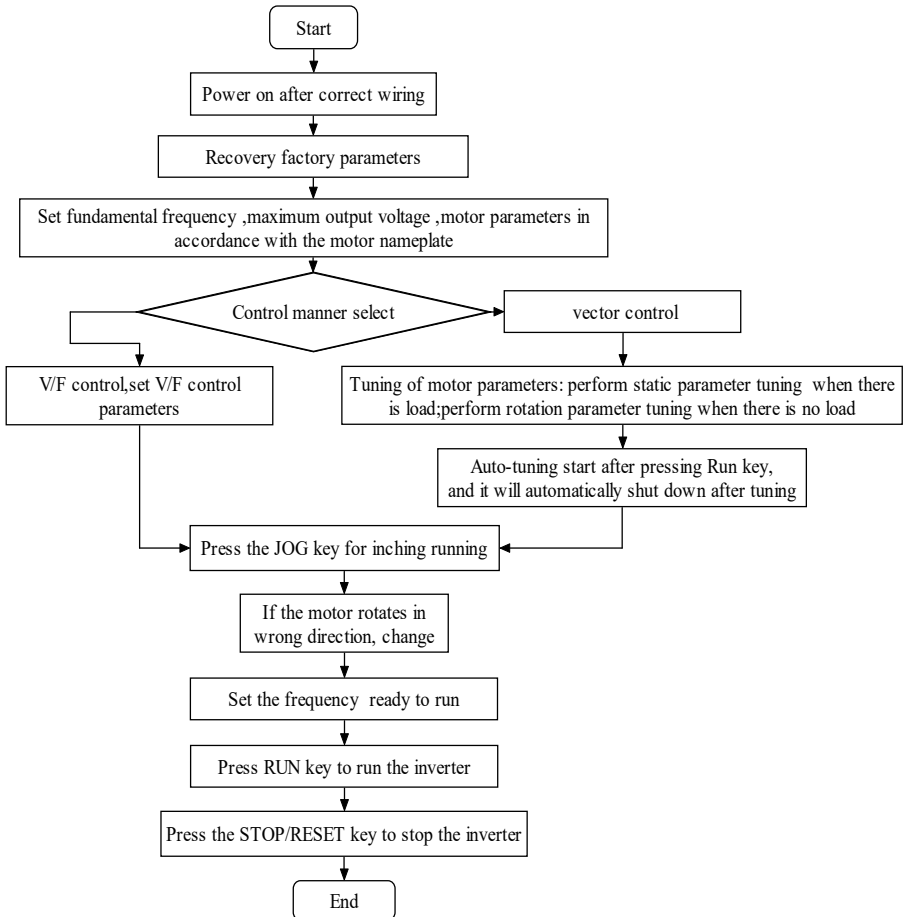 Start
Power on after correct wiring
Recovery factory parameters
Set fundamental frequency ,maximum output voltage ,motor parameters in
accordance with the motor nameplate
Control manner select
vector control
V/F control,set V/F control
parameters
Tuning of motor parameters: perform static parameter tuning when there
is load;perform rotation parameter tuning when there is no load
Auto-tuning start after pressing Run key,
and it will automatically shut down after tuning
Press the JOG key for inching running
If the motor rotates in
wrong direction, change
Set the frequency ready to run
Press RUN key to run the inverter
Press the STOP/RESET key to stop the inverter
End